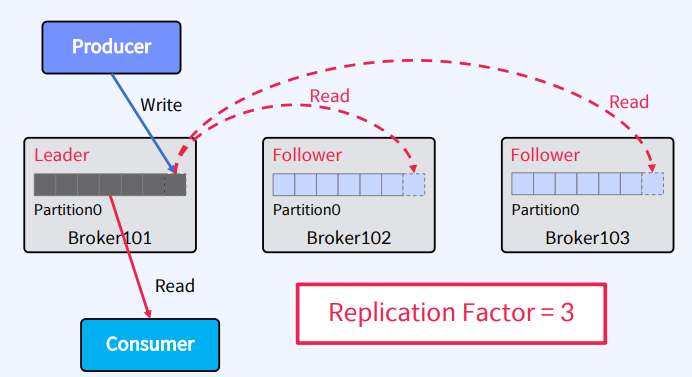 Producer
Write
Read
Read
Leader
Follower
Follower
Partition0
Partition0
Partition0
Broker101
Broker102
Broker103
Read
Replication Factor = 3
Consumer